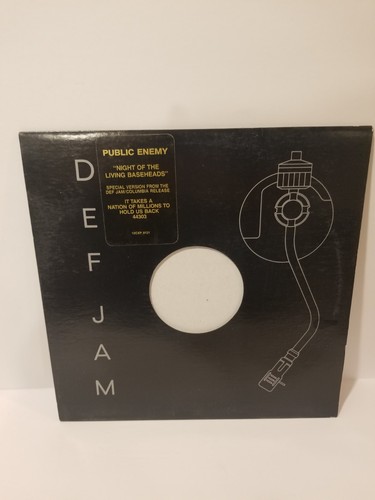 PUBLIC ENEMY
"NIGHT OF THE
LIVING BASEHEADS"
SPECIAL VERSION FROM THE
DEF JAM/COLUMBIA RELEASE
IT TAKES A
NATION OF MILLIONS TO
HOLD US BACK
44303
D
E
F
J
A M